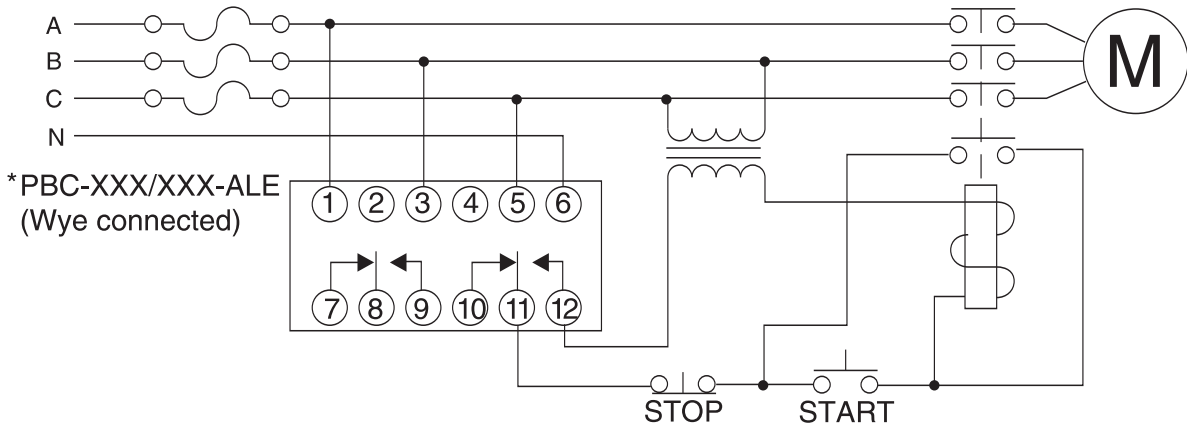 A
B
C
N
M
*PBC-XXX/XXX-ALE
(Wye connected)
1 2 3 4 5 6
7 8 9 10 11 12
STOP START